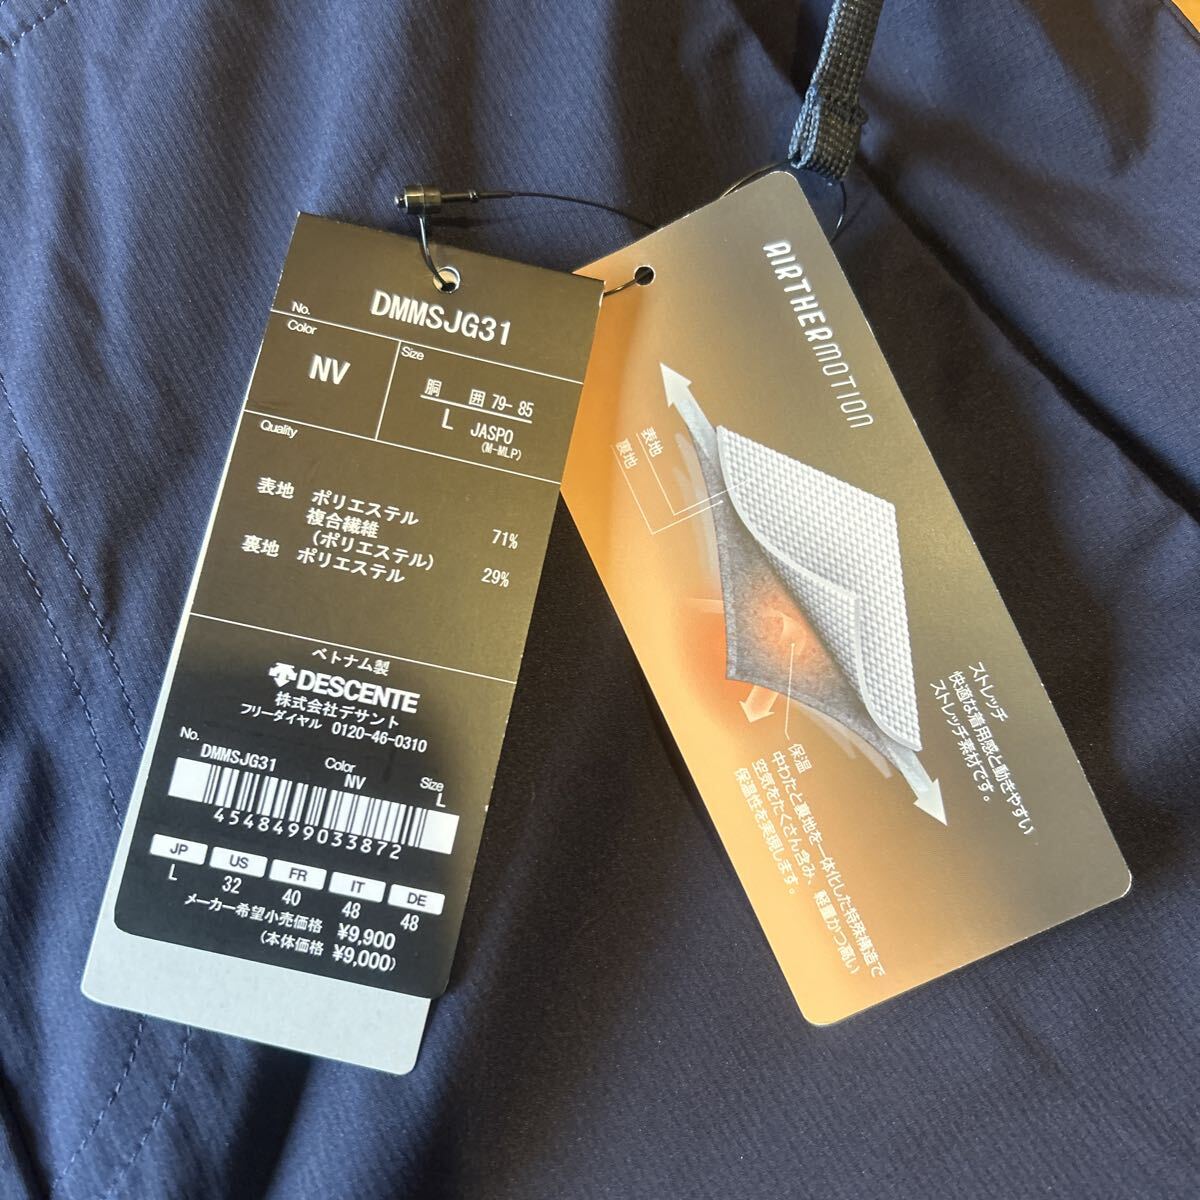 No. DMMSJG31
Color
NV
Size
胴囲 79-85
L JASPO
(M-MLP)
Quality
表地 ポリエステル
複合繊維
(ポリエステル) 71%
裏地 ポリエステル 29%
ベトナム製
DESCENTE
株式会社デサント
フリーダイヤル 0120-46-0310
No. DMMSJG31 Color NV Size L
4548499033872
JP US FR IT DE
L 32 40 48 48
メーカー希望小売価格 ¥9,900
(本体価格 ¥9,000)
AIRTHERMOTION
表地
裏地
ストレッチ
快適な着用感と動きやすい
ストレッチ素材です。
保温
中わたと裏地を一体化した特殊構造で
空気をたくさん含み、軽量かつ高い
保温性を実現します。